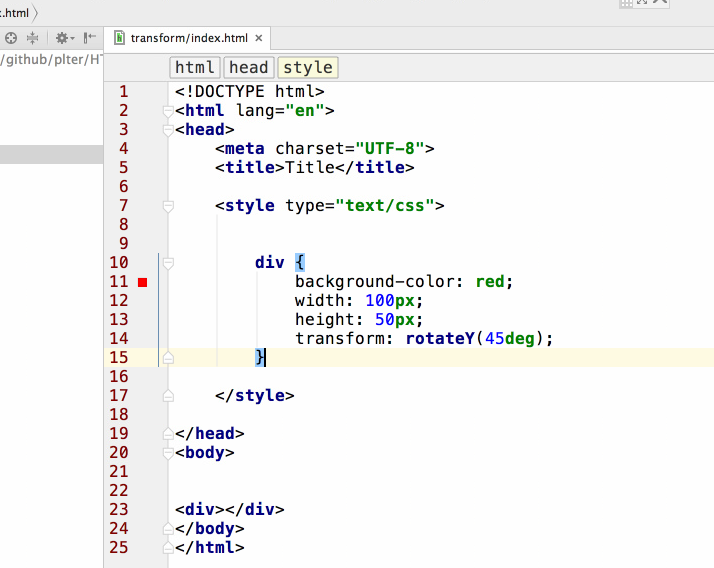 x.html
transform/index.html
/github/plter/H
html head style
1 <!DOCTYPE html>
2 <html lang="en">
3 <head>
4 <meta charset="UTF-8">
5 <title>Title</title>
6
7 <style type="text/css">
8
9
10 div {
11 background-color: red;
12 width: 100px;
13 height: 50px;
14 transform: rotateY(45deg);
15 }
16
17 </style>
18
19 </head>
20 <body>
21
22
23 <div></div>
24 </body>
25 </html>